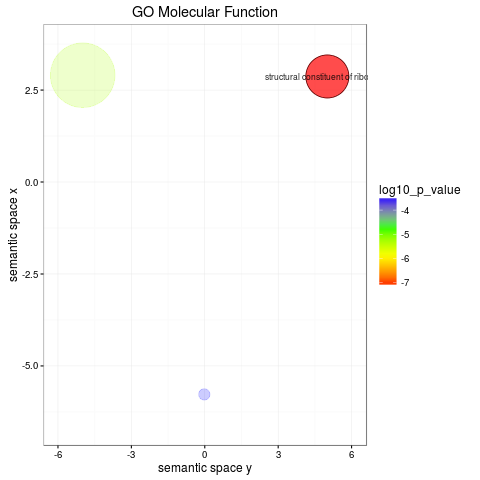 GO Molecular Function
structural constituent of ribo
2.5
0.0
-2.5
-5.0
-6
-3
0
3
6
semantic space y
semantic space x
log10_p_value
-4
-5
-6
-7